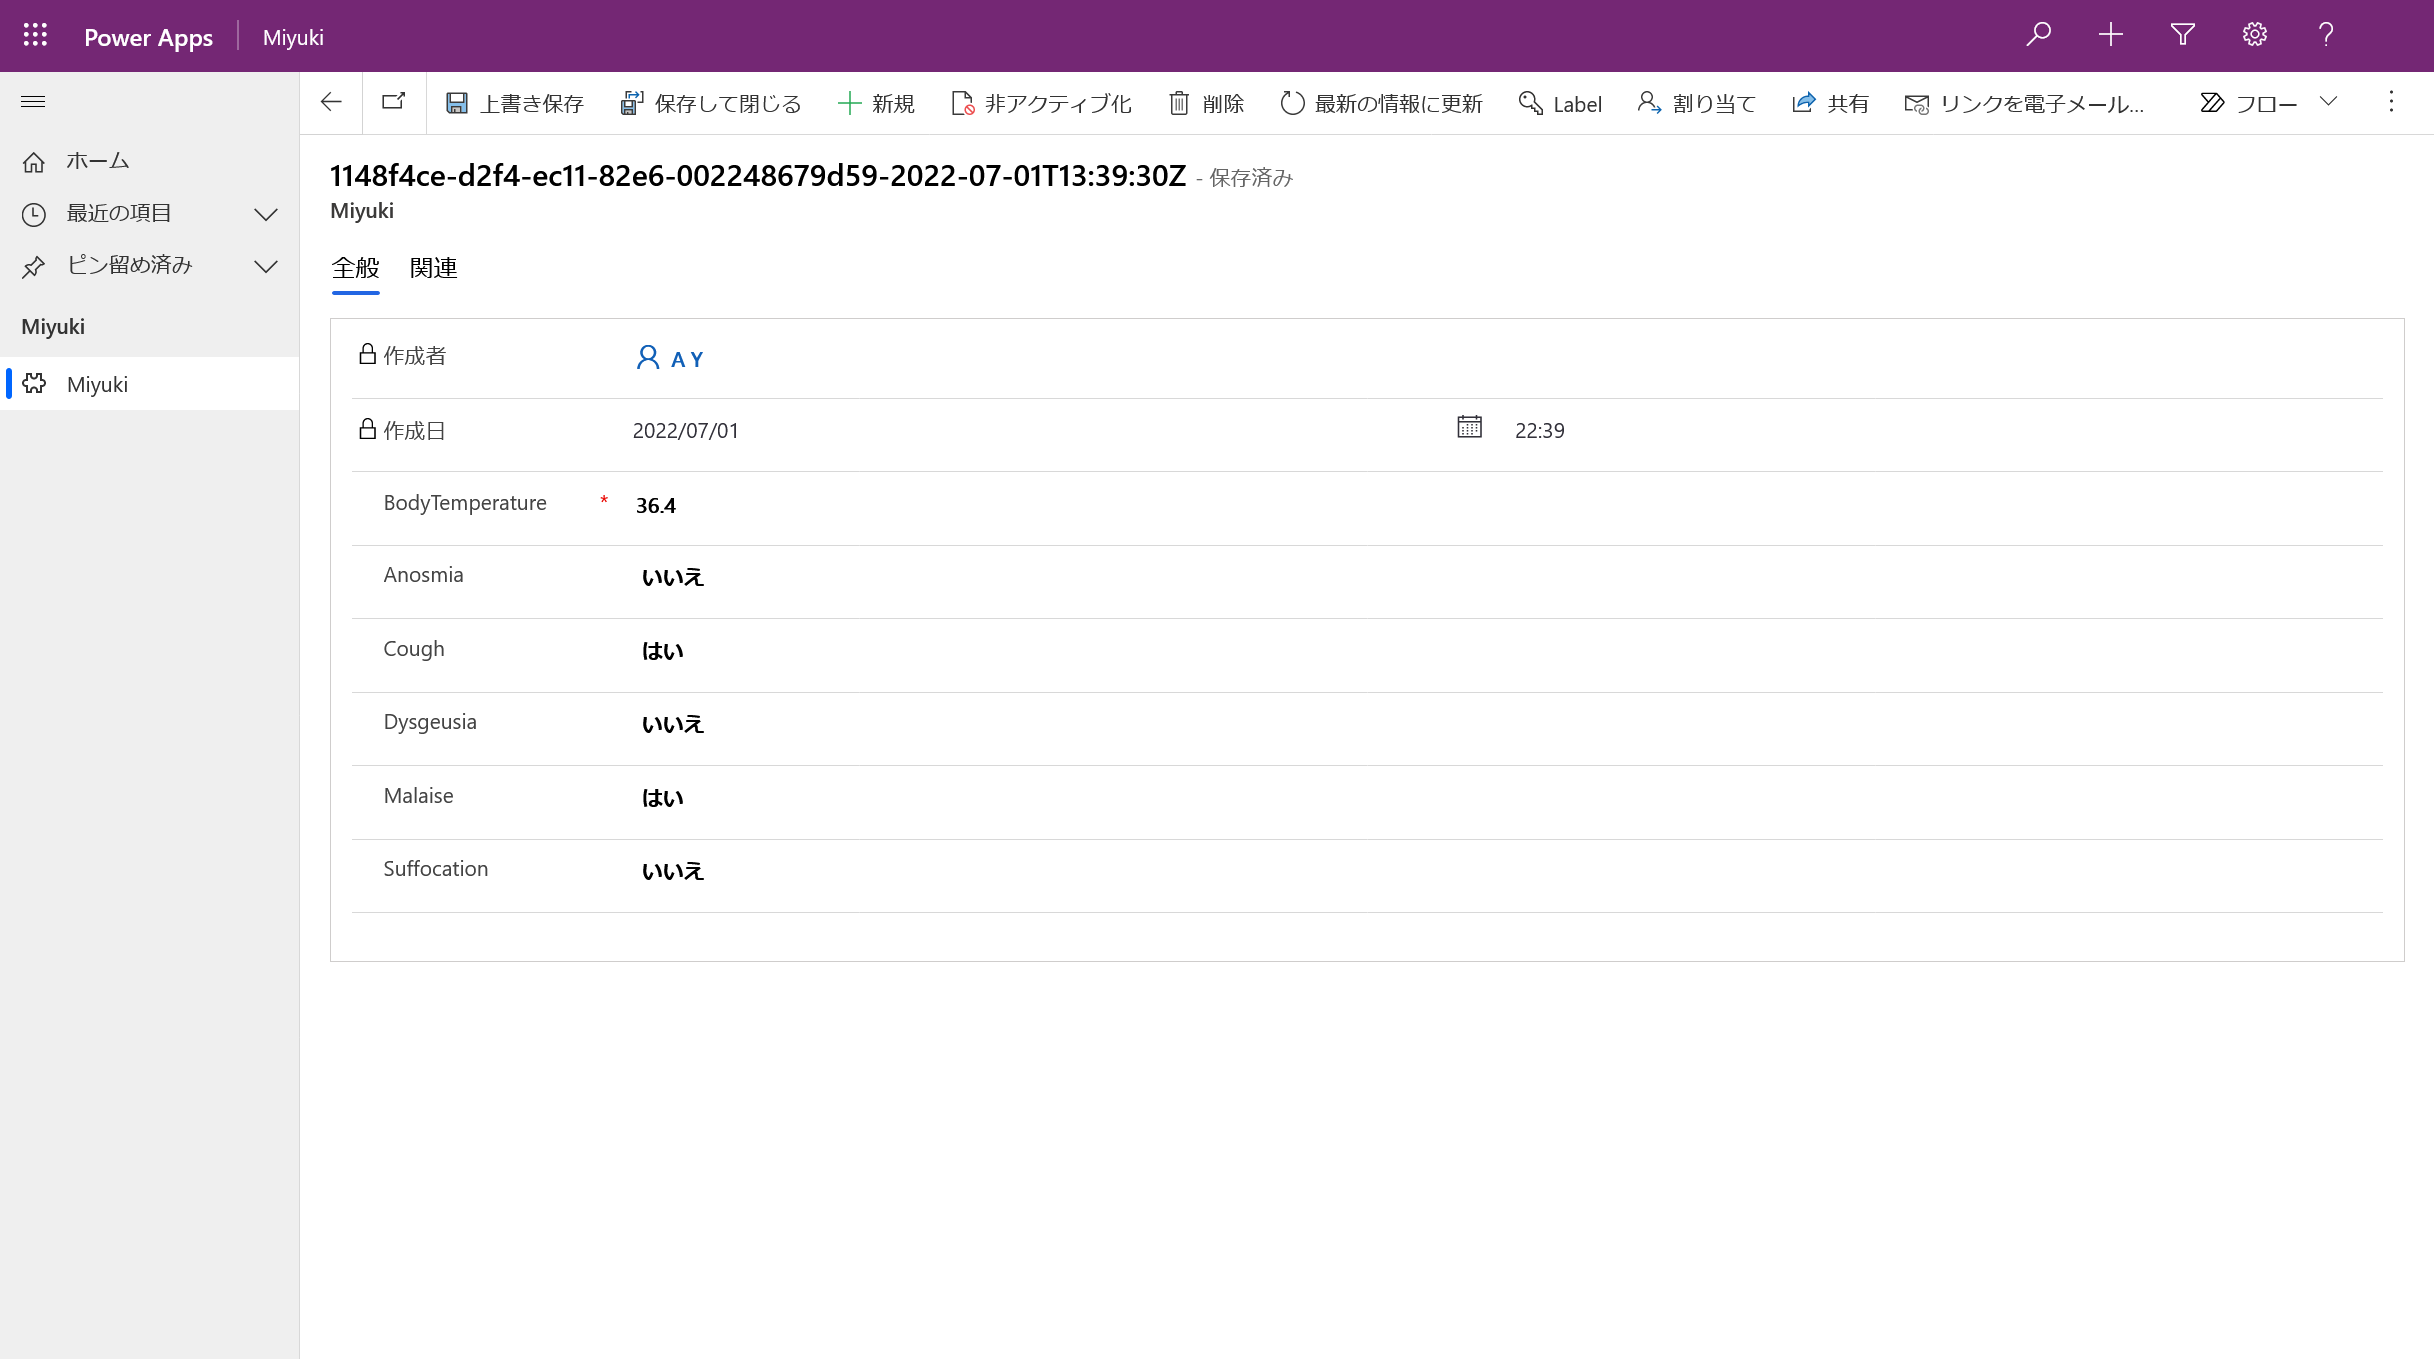 Power Apps Miyuki
上書き保存 保存して閉じる 新規 非アクティブ化 削除 最新の情報に更新 Label 割り当て 共有 リンクを電子メール... フロー
ホーム
最近の項目
ピン留め済み
Miyuki
Miyuki
1148f4ce-d2f4-ec11-82e6-002248679d59-2022-07-01T13:39:30Z - 保存済み
Miyuki
全般 関連
作成者 A Y
作成日 2022/07/01 22:39
BodyTemperature * 36.4
Anosmia いいえ
Cough はい
Dysgeusia いいえ
Malaise はい
Suffocation いいえ